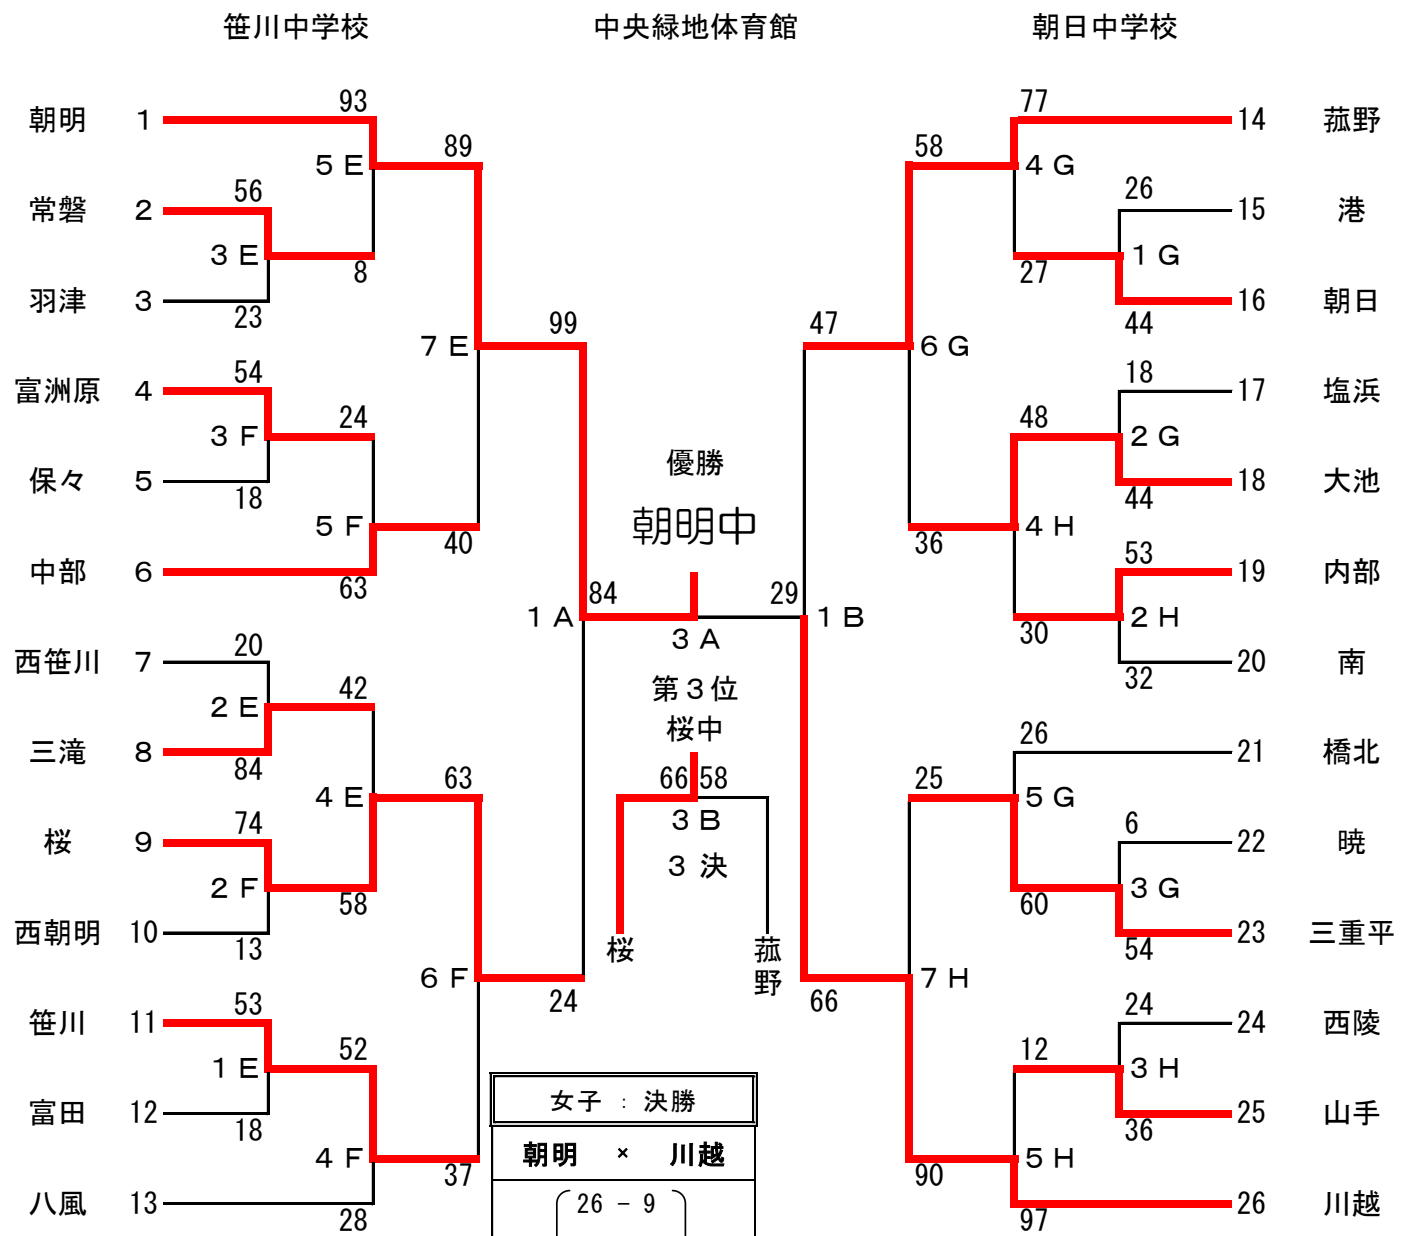 笹川中学校 中央緑地体育館 朝日中学校
93 77
朝明 1 14 菰野
89 58
5 E 4 G
56 26
常磐 2 15 港
3 E 1 G
8 27
羽津 3 16 朝日
23 44
99 47
7 E 6 G
54 18
富洲原 4 17 塩浜
24 48
3 F 2 G
優勝
保々 5 18 大池
18 44
5 F 朝明中 4 H
40 36
53
中部 6 19 内部
63
84 29
1 A 1 B 2 H
3 A 30
20
西笹川 7 20 南
32
42 第３位
2 E
桜中
26
三滝 8 21 橋北
84
63 66 58 25
4 E 5 G
74 3 B 6
桜 9 22 暁
3 決
2 F 3 G
58 60
西朝明 10 23 三重平
13 桜 菰野 54
6 F 7 H
24 66
53 24
笹川 11 24 西陵
52 12
1 E 3 H
女子 : 決勝
富田 12 25 山手
18 36
朝明 × 川越
4 F 5 H
37 90
26 － 9
八風 13 26 川越
28 97